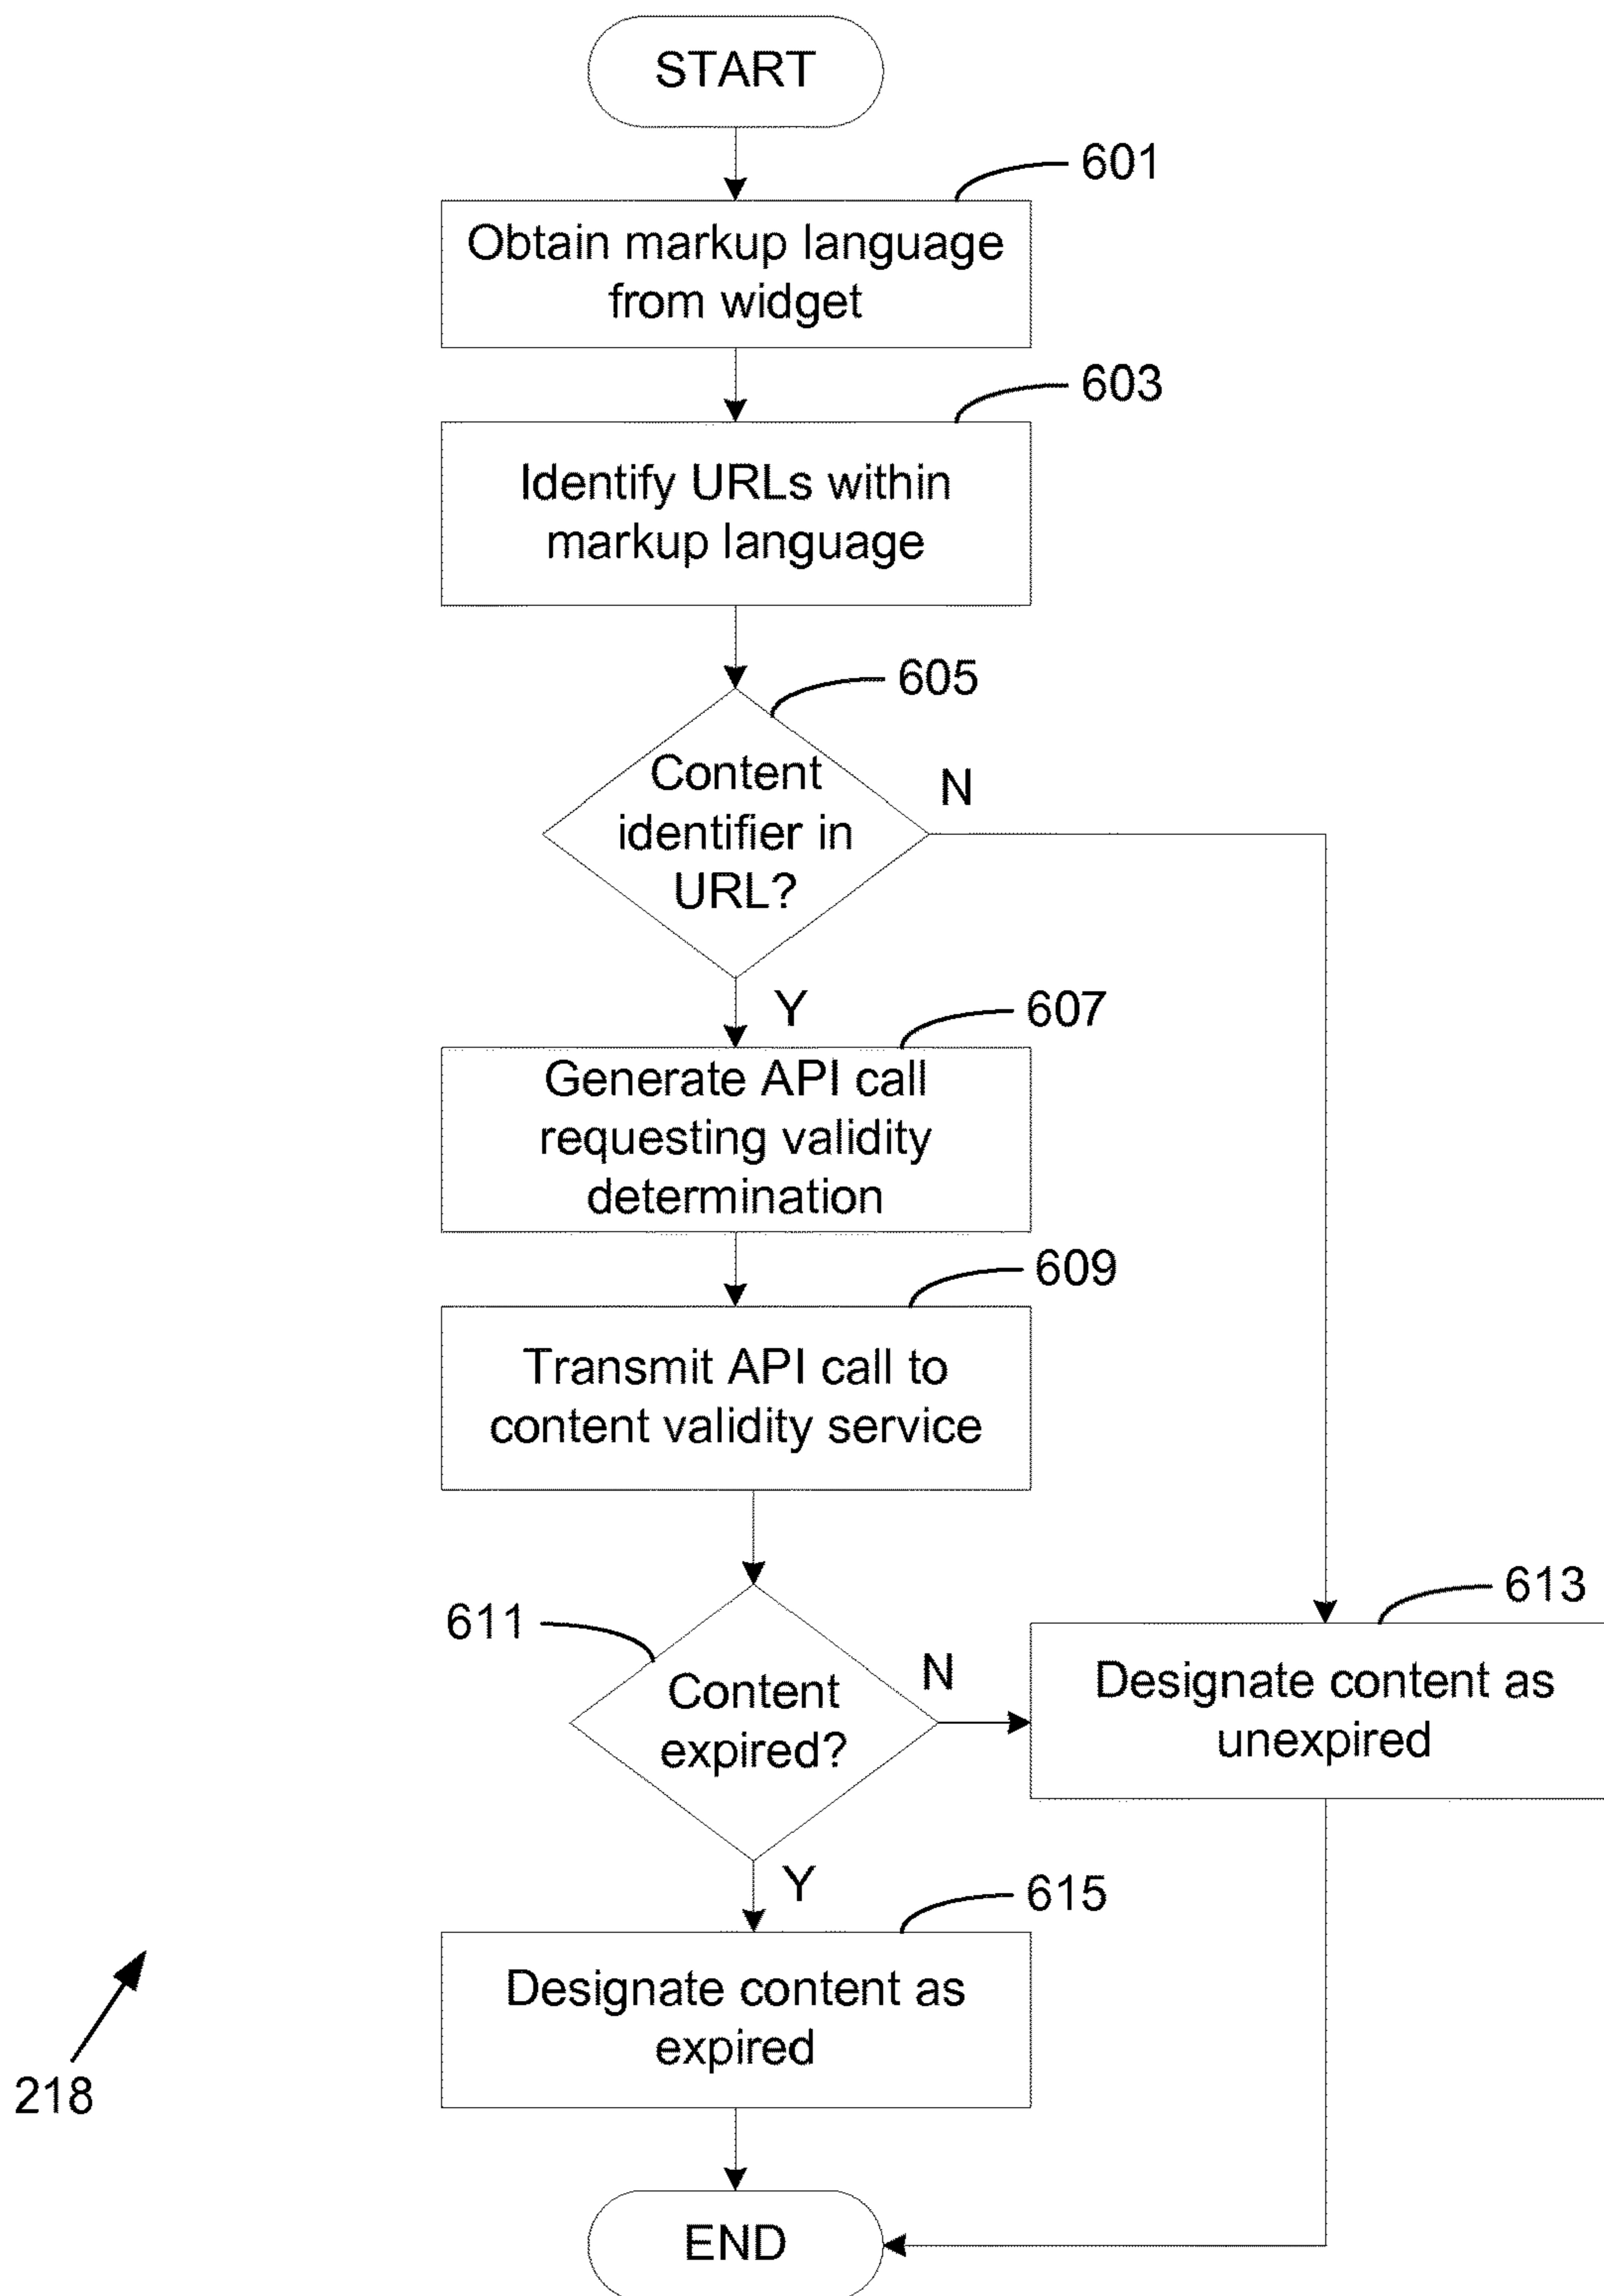 START
601
Obtain markup language
from widget
603
Identify URLs within
markup language
605
Content
identifier in
URL?
N
Y
607
Generate API call
requesting validity
determination
609
Transmit API call to
content validity service
611
Content
expired?
N
613
Designate content as
unexpired
Y
615
Designate content as
expired
218
END